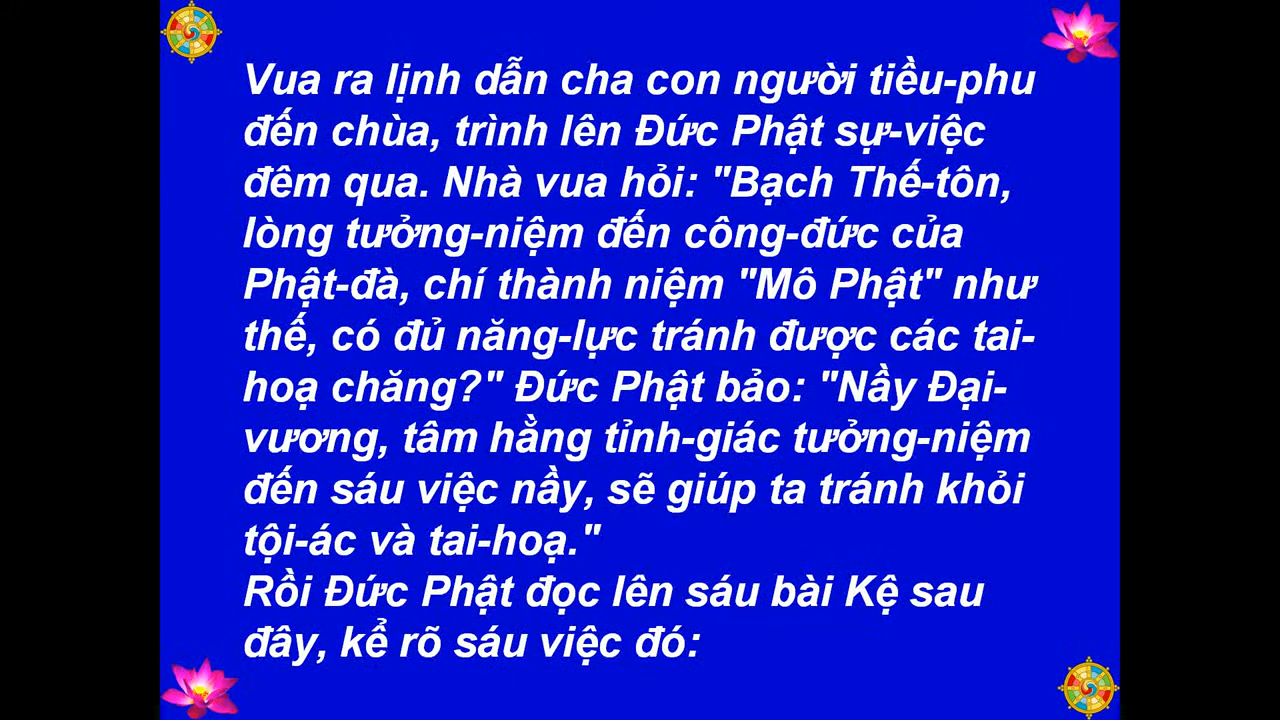 Vua ra lịnh dẫn cha con người tiều-phu
đến chùa, trình lên Đức Phật sự-việc
đêm qua. Nhà vua hỏi: "Bạch Thế-tôn,
lòng tưởng-niệm đến công-đức của
Phật-đà, chí thành niệm "Mô Phật" như
thế, có đủ năng-lực tránh được các tai-
hoạ chăng?" Đức Phật bảo: "Nầy Đại-
vương, tâm hằng tỉnh-giác tưởng-niệm
đến sáu việc nầy, sẽ giúp ta tránh khỏi
tội-ác và tai-hoạ."
Rồi Đức Phật đọc lên sáu bài Kệ sau
đây, kể rõ sáu việc đó: